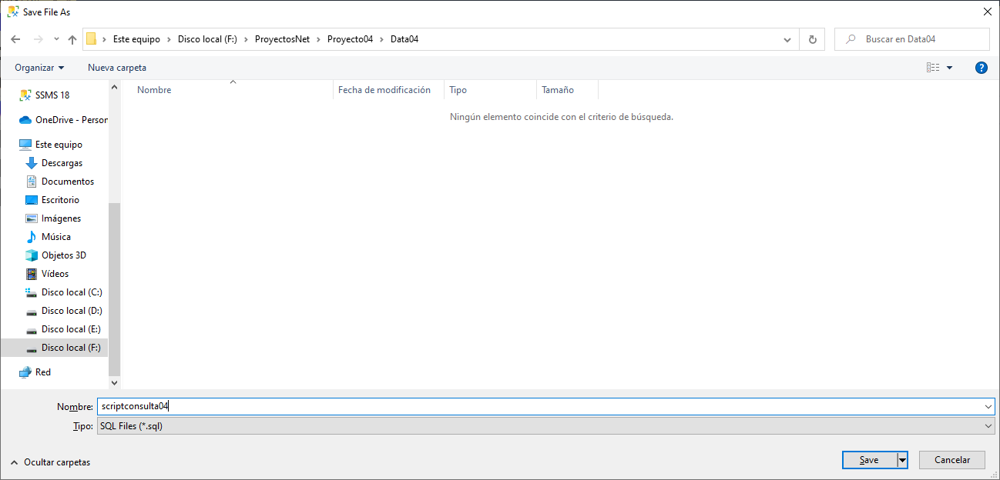 Save File As
Este equipo > Disco local (F:) > ProyectosNet > Proyecto04 > Data04
Buscar en Data04
Organizar
Nueva carpeta
Nombre
Fecha de modificación
Tipo
Tamaño
Ningún elemento coincide con el criterio de búsqueda.
SSMS 18
OneDrive - Person
Este equipo
Descargas
Documentos
Escritorio
Imágenes
Música
Objetos 3D
Vídeos
Disco local (C:)
Disco local (D:)
Disco local (E:)
Disco local (F:)
Red
Nombre: scriptconsulta04
Tipo: SQL Files (*.sql)
Ocultar carpetas
Save
Cancelar